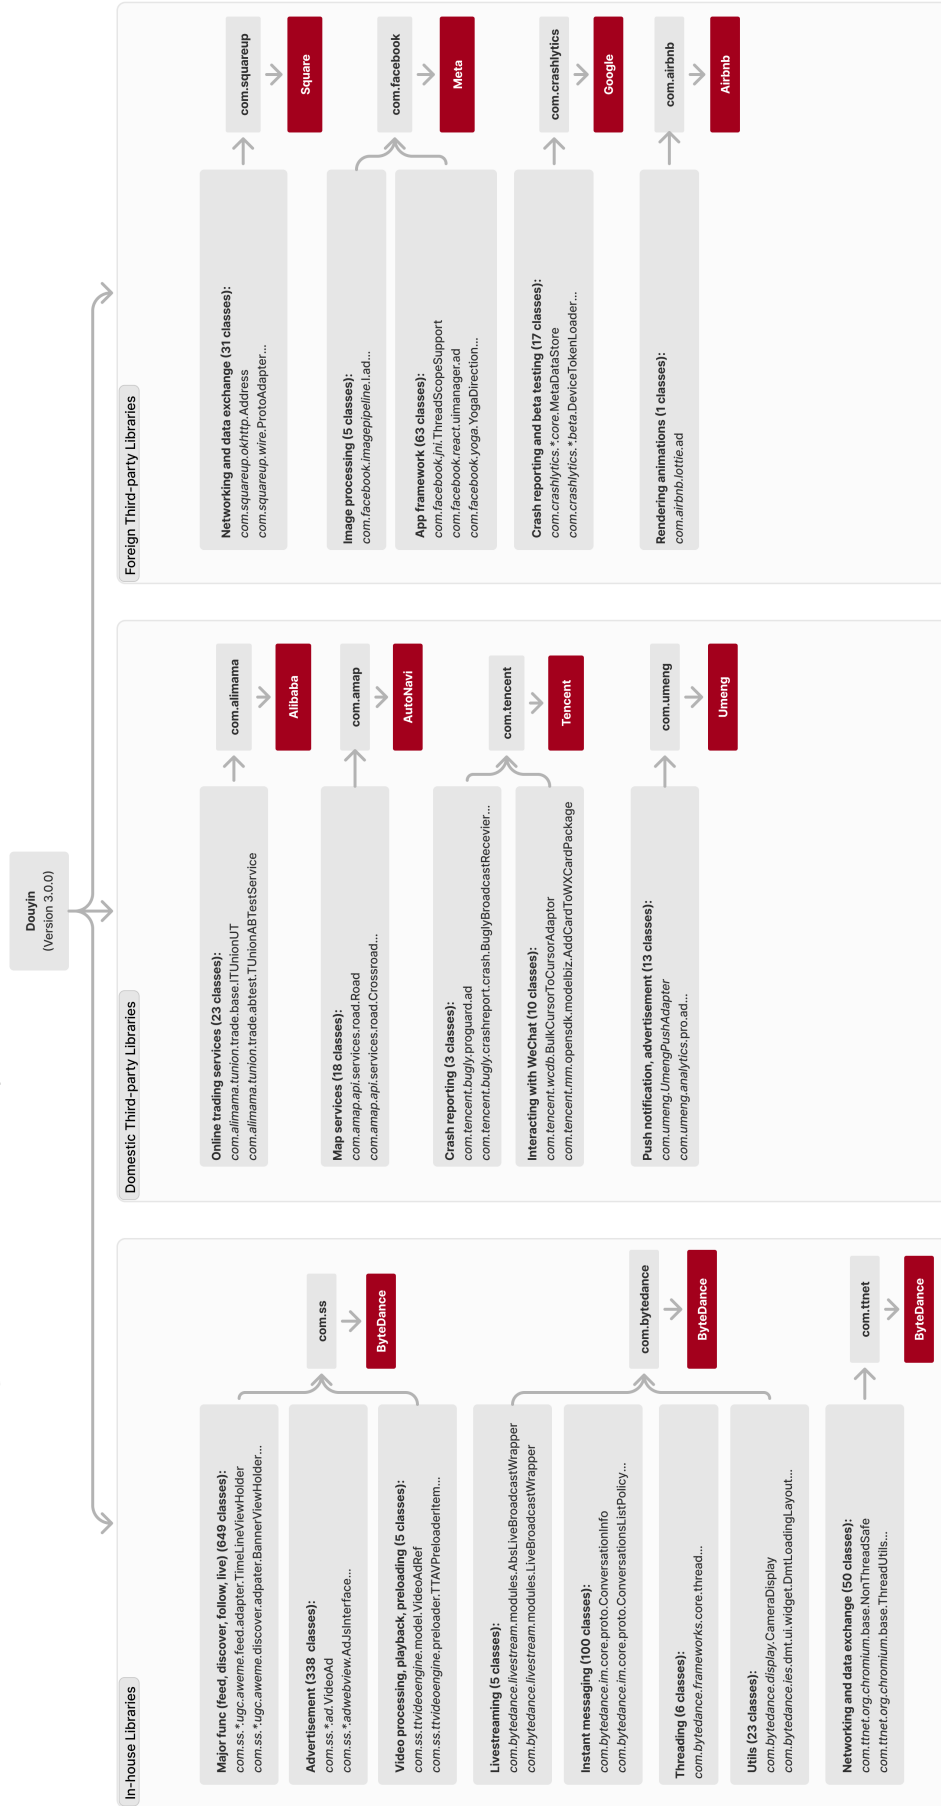 Douyin
(Version 3.0.0)
In-house Libraries
Major func (feed, discover, follow, live) (649 classes):
com.ss.*.ugc.aweme.feed.adapter.TimeLineViewHolder
com.ss.*.ugc.aweme.discover.adpater.BannerViewHolder...
Advertisement (338 classes):
com.ss.*.ad.VideoAd
com.ss.*.adwebview.AdJsInterface...
Video processing, playback, preloading (5 classes):
com.ss.ttvideoengine.model.VideoAdRef
com.ss.ttvideoengine.preloader.TTAVPreloaderItem...
com.ss
ByteDance
Livestreaming (5 classes):
com.bytedance.livestream.modules.AbsLiveBroadcastWrapper
com.bytedance.livestream.modules.LiveBroadcastWrapper
Instant messaging (100 classes):
com.bytedance.im.core.proto.ConversationInfo
com.bytedance.im.core.proto.ConversationsListPolicy...
Threading (6 classes):
com.bytedance.frameworks.core.thread...
Utils (23 classes):
com.bytedance.display.CameraDisplay
com.bytedance.ies.dmt.ui.widget.DmtLoadingLayout...
com.bytedance
ByteDance
Networking and data exchange (50 classes):
com.ttnet.org.chromium.base.NonThreadSafe
com.ttnet.org.chromium.base.ThreadUtils...
com.ttnet
ByteDance
Domestic Third-party Libraries
Online trading services (23 classes):
com.alimama.tunion.trade.base.ITUnionUT
com.alimama.tunion.trade.abtest.TUnionABTestService
com.alimama
Alibaba
Map services (18 classes):
com.amap.api.services.road.Road
com.amap.api.services.road.Crossroad...
com.amap
AutoNavi
Crash reporting (3 classes):
com.tencent.bugly.proguard.ad
com.tencent.bugly.crashreport.crash.BuglyBroadcastRecevier...
Interacting with WeChat (10 classes):
com.tencent.wcdb.BulkCursorToCursorAdaptor
com.tencent.mm.opensdk.modelbiz.AddCardToWXCardPackage
com.tencent
Tencent
Push notification, advertisement (13 classes):
com.umeng.UmengPushAdapter
com.umeng.analytics.pro.ad...
com.umeng
Umeng
Foreign Third-party Libraries
Networking and data exchange (31 classes):
com.squareup.okhttp.Address
com.squareup.wire.ProtoAdapter...
com.squareup
Square
Image processing (5 classes):
com.facebook.imagepipeline.l.ad...
App framework (63 classes):
com.facebook.jni.ThreadScopeSupport
com.facebook.react.uimanager.ad
com.facebook.yoga.YogaDirection...
com.facebook
Meta
Crash reporting and beta testing (17 classes):
com.crashlytics.*.core.MetaDataStore
com.crashlytics.*.beta.DeviceTokenLoader...
com.crashlytics
Google
Rendering animations (1 classes):
com.airbnb.lottie.ad
com.airbnb
Airbnb